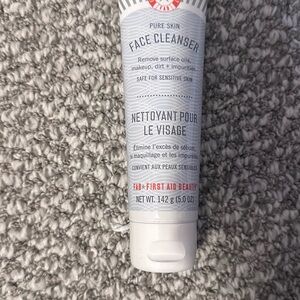 PURE SKIN
FACE CLEANSER
Remove surface oils,
makeup, dirt + impurities
SAFE FOR SENSITIVE SKIN
NETTOYANT POUR
LE VISAGE
Élimine l'excès de sébum,
le maquillage et les impuretés
CONVIENT AUX PEAUX SENSIBLES
FAB+ FIRST AID BEAUTY
NET WT. 142 g (5.0 OZ)